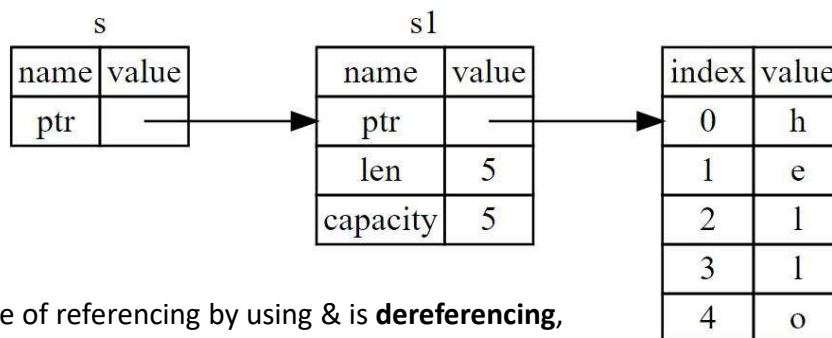 s
name value
ptr
s1
name value
ptr
len 5
capacity 5
index value
0 h
1 e
2 l
3 l
4 o
e of referencing by using & is dereferencing,